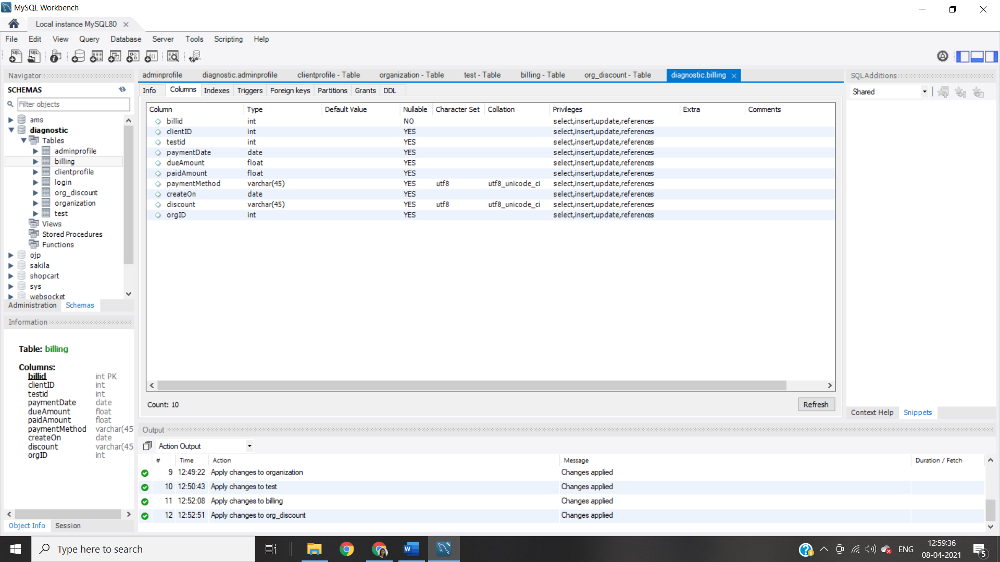 MySQL Workbench
Local instance MySQL80
File Edit View Query Database Server Tools Scripting Help
Navigator
SCHEMAS
Filter objects
ams
diagnostic
Tables
adminprofile
billing
clientprofile
login
org_discount
organization
test
Views
Stored Procedures
Functions
ojp
sakila
shopcart
sys
websocket
Administration Schemas
Information
Table: billing
Columns:
billid int PK
clientID int
testid int
paymentDate date
dueAmount float
paidAmount float
paymentMethod varchar(45
createOn date
discount varchar(45
orgID int
Object Info Session
adminprofile diagnostic.adminprofile clientprofile - Table organization - Table test - Table billing - Table org_discount - Table diagnostic.billing
Info Columns Indexes Triggers Foreign keys Partitions Grants DDL
Column Type Default Value Nullable Character Set Collation Privileges Extra Comments
billid int NO select,insert,update,references
clientID int YES select,insert,update,references
testid int YES select,insert,update,references
paymentDate date YES select,insert,update,references
dueAmount float YES select,insert,update,references
paidAmount float YES select,insert,update,references
paymentMethod varchar(45) YES utf8 utf8_unicode_ci select,insert,update,references
createOn date YES select,insert,update,references
discount varchar(45) YES utf8 utf8_unicode_ci select,insert,update,references
orgID int YES select,insert,update,references
Count: 10
Refresh
Output
Action Output
# Time Action Message Duration / Fetch
9 12:49:22 Apply changes to organization Changes applied
10 12:50:43 Apply changes to test Changes applied
11 12:52:08 Apply changes to billing Changes applied
12 12:52:51 Apply changes to org_discount Changes applied
SQLAdditions
Shared
Context Help Snippets
Type here to search
ENG
12:59:36
08-04-2021
5